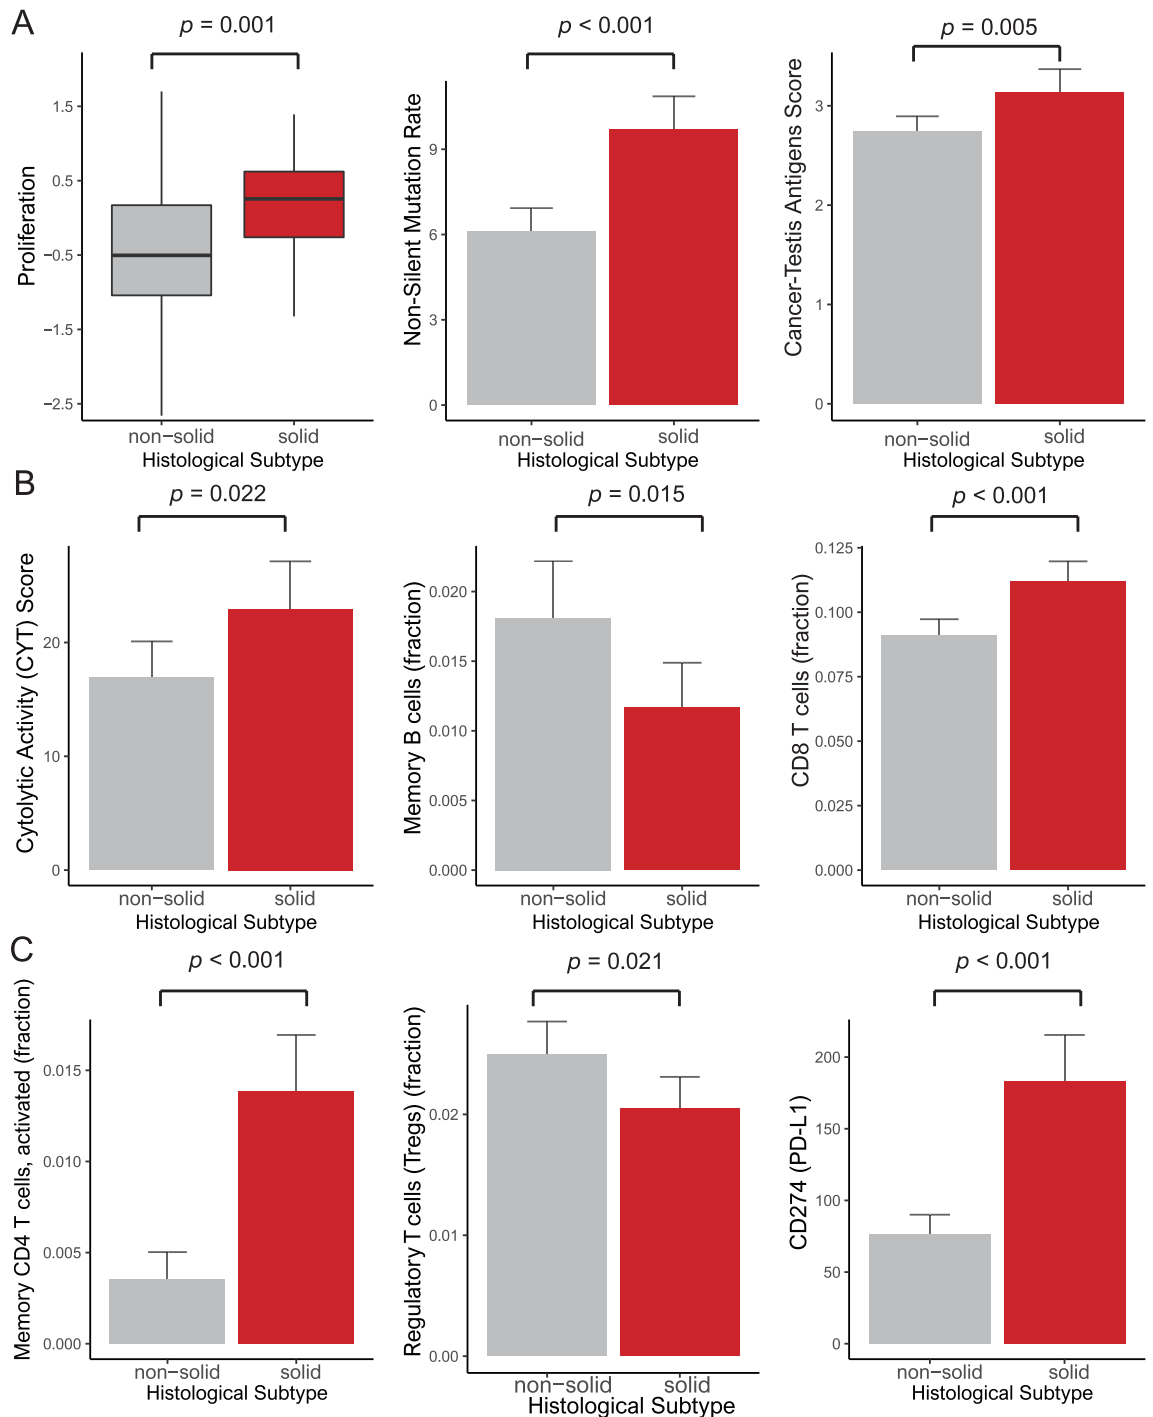 A
p = 0.001
Proliferation
1.5
0.5
−0.5
−1.5
−2.5
non−solid
solid
Histological Subtype
p < 0.001
Non-Silent Mutation Rate
9
6
3
0
non−solid
solid
Histological Subtype
p = 0.005
Cancer-Testis Antigens Score
3
2
1
0
non−solid
solid
Histological Subtype
B
p = 0.022
Cytolytic Activity (CYT) Score
20
10
0
non−solid
solid
Histological Subtype
p = 0.015
Memory B cells (fraction)
0.020
0.015
0.010
0.005
0.000
non−solid
solid
Histological Subtype
p < 0.001
CD8 T cells (fraction)
0.125
0.100
0.075
0.050
0.025
0.000
non−solid
solid
Histological Subtype
C
p < 0.001
Memory CD4 T cells, activated (fraction)
0.015
0.010
0.005
0.000
non−solid
solid
Histological Subtype
p = 0.021
Regulatory T cells (Tregs) (fraction)
0.02
0.01
0.00
non−solid
solid
Histological Subtype
p < 0.001
CD274 (PD-L1)
200
150
100
50
0
non−solid
solid
Histological Subtype